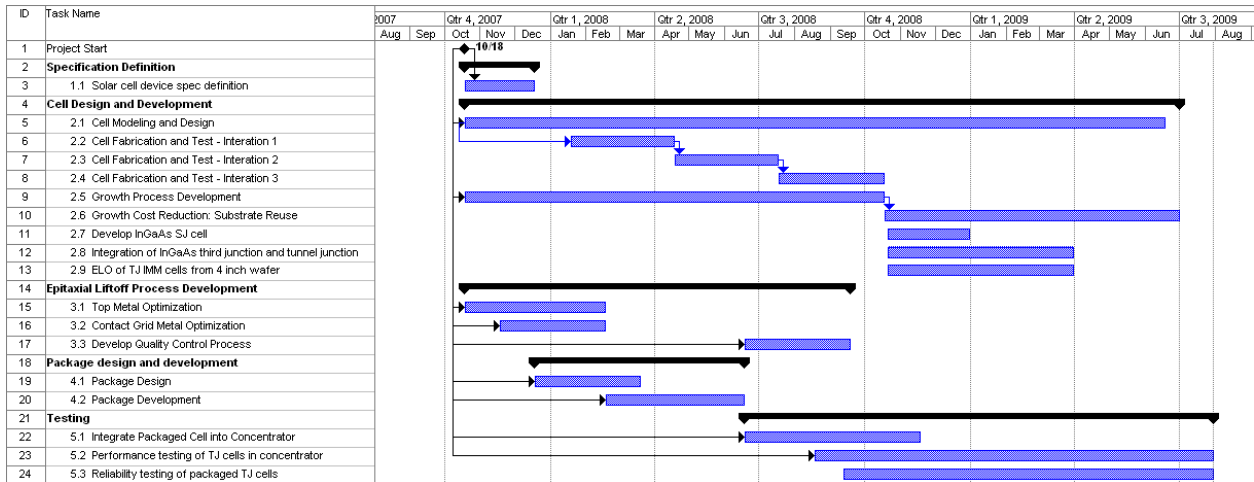 ID Task Name 2007 Qtr 4, 2007 Qtr 1, 2008 Qtr 2, 2008 Qtr 3, 2008 Qtr 4, 2008 Qtr 1, 2009 Qtr 2, 2009 Qtr 3, 2009
Aug Sep Oct Nov Dec Jan Feb Mar Apr May Jun Jul Aug Sep Oct Nov Dec Jan Feb Mar Apr May Jun Jul Aug
1 Project Start 10/18
2 Specification Definition
3 1.1 Solar cell device spec definition
4 Cell Design and Development
5 2.1 Cell Modeling and Design
6 2.2 Cell Fabrication and Test - Interation 1
7 2.3 Cell Fabrication and Test - Interation 2
8 2.4 Cell Fabrication and Test - Interation 3
9 2.5 Growth Process Development
10 2.6 Growth Cost Reduction: Substrate Reuse
11 2.7 Develop InGaAs SJ cell
12 2.8 Integration of InGaAs third junction and tunnel junction
13 2.9 ELO of TJ IMM cells from 4 inch wafer
14 Epitaxial Liftoff Process Development
15 3.1 Top Metal Optimization
16 3.2 Contact Grid Metal Optimization
17 3.3 Develop Quality Control Process
18 Package design and development
19 4.1 Package Design
20 4.2 Package Development
21 Testing
22 5.1 Integrate Packaged Cell into Concentrator
23 5.2 Performance testing of TJ cells in concentrator
24 5.3 Reliability testing of packaged TJ cells